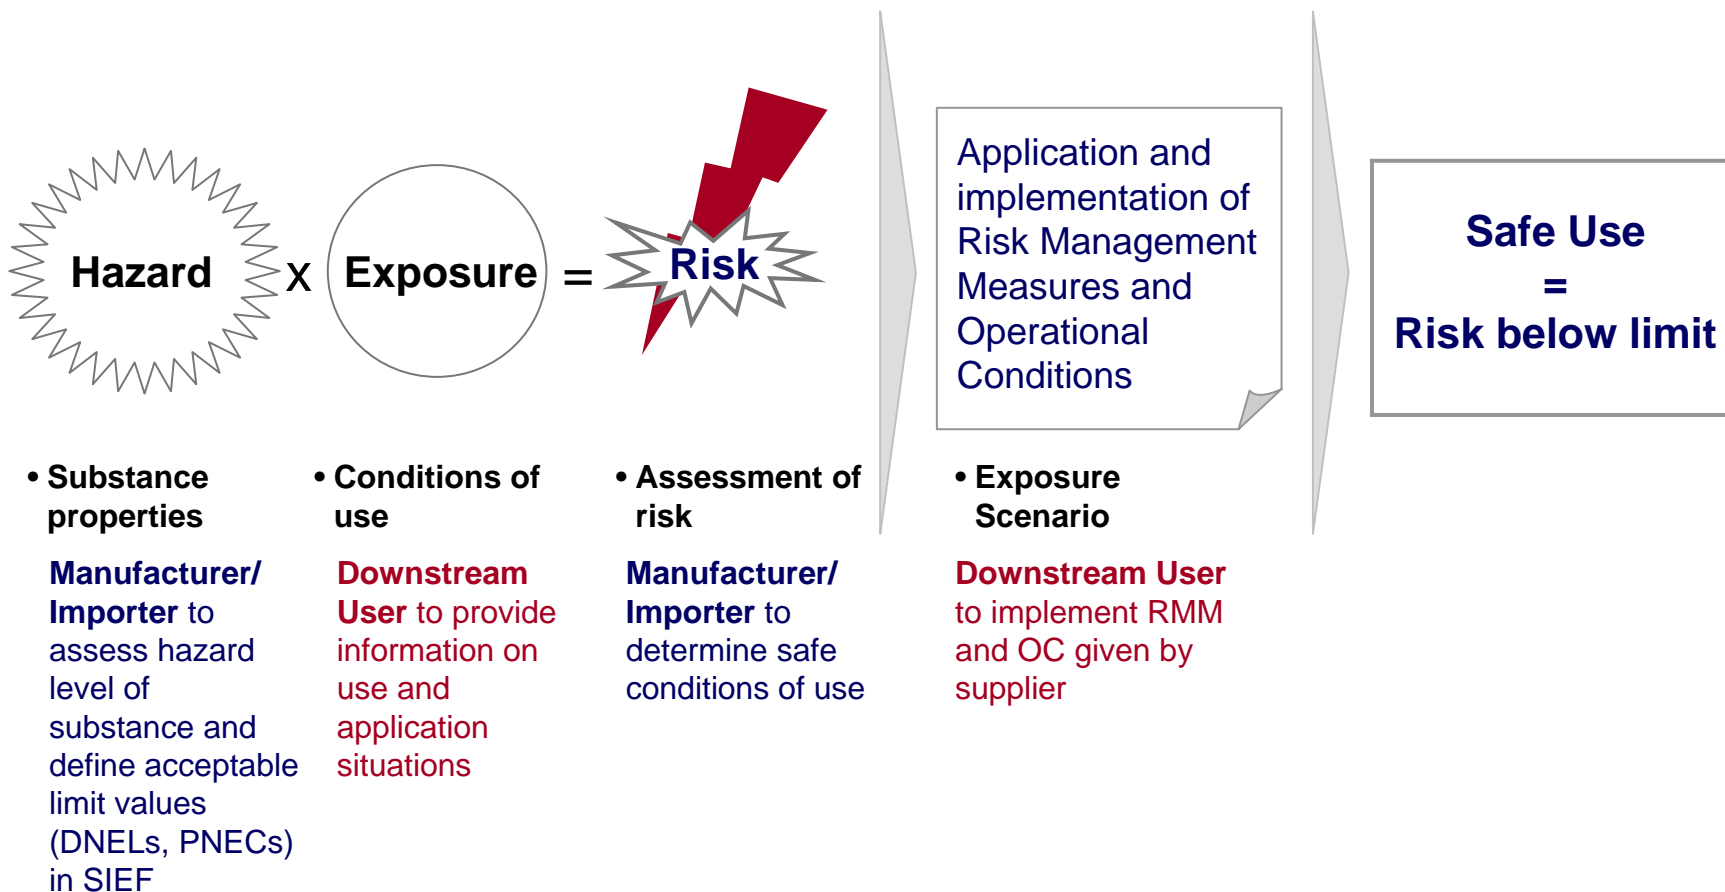 Hazard x Exposure = Risk
Application and
implementation of
Risk Management
Measures and
Operational
Conditions
Safe Use
=
Risk below limit
• Substance
properties
Manufacturer/
Importer to
assess hazard
level of
substance and
define acceptable
limit values
(DNELs, PNECs)
in SIEF
• Conditions of
use
Downstream
User to provide
information on
use and
application
situations
• Assessment of
risk
Manufacturer/
Importer to
determine safe
conditions of use
• Exposure
Scenario
Downstream User
to implement RMM
and OC given by
supplier